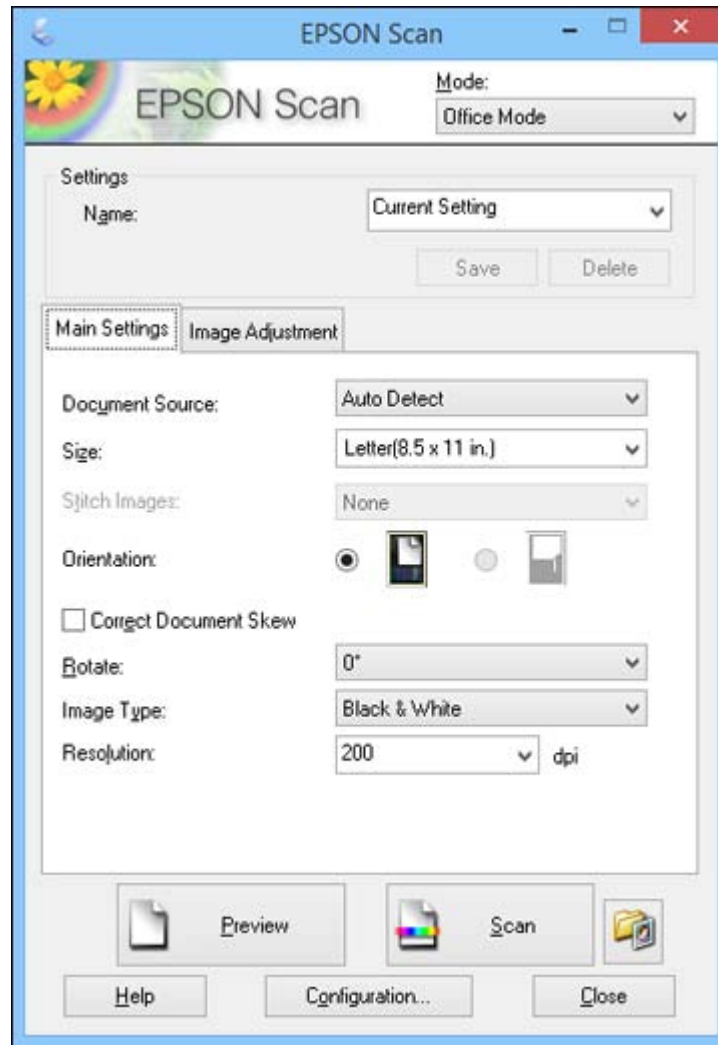 EPSON Scan
EPSON Scan
Mode:
Office Mode
Settings
Name:
Current Setting
Save
Delete
Main Settings
Image Adjustment
Document Source:
Auto Detect
Size:
Letter(8.5 x 11 in.)
Stitch Images:
None
Orientation:
Correct Document Skew
Rotate:
0°
Image Type:
Black & White
Resolution:
200
dpi
Preview
Scan
Help
Configuration...
Close